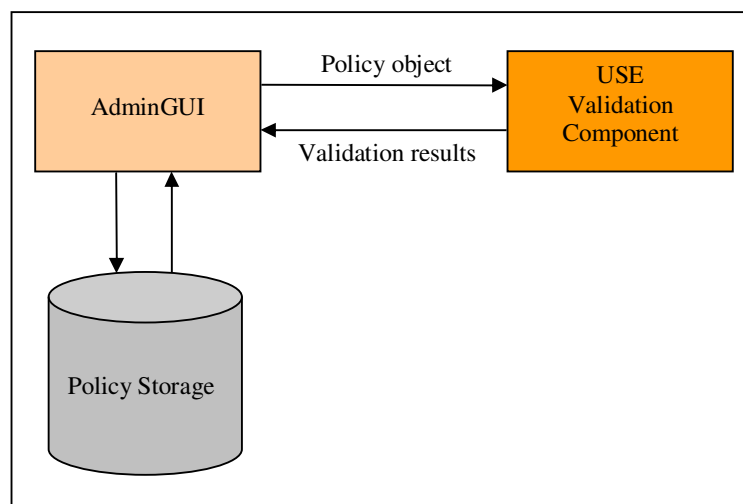 Policy object
USE
Validation
Component
AdminGUI
Validation results
Policy Storage